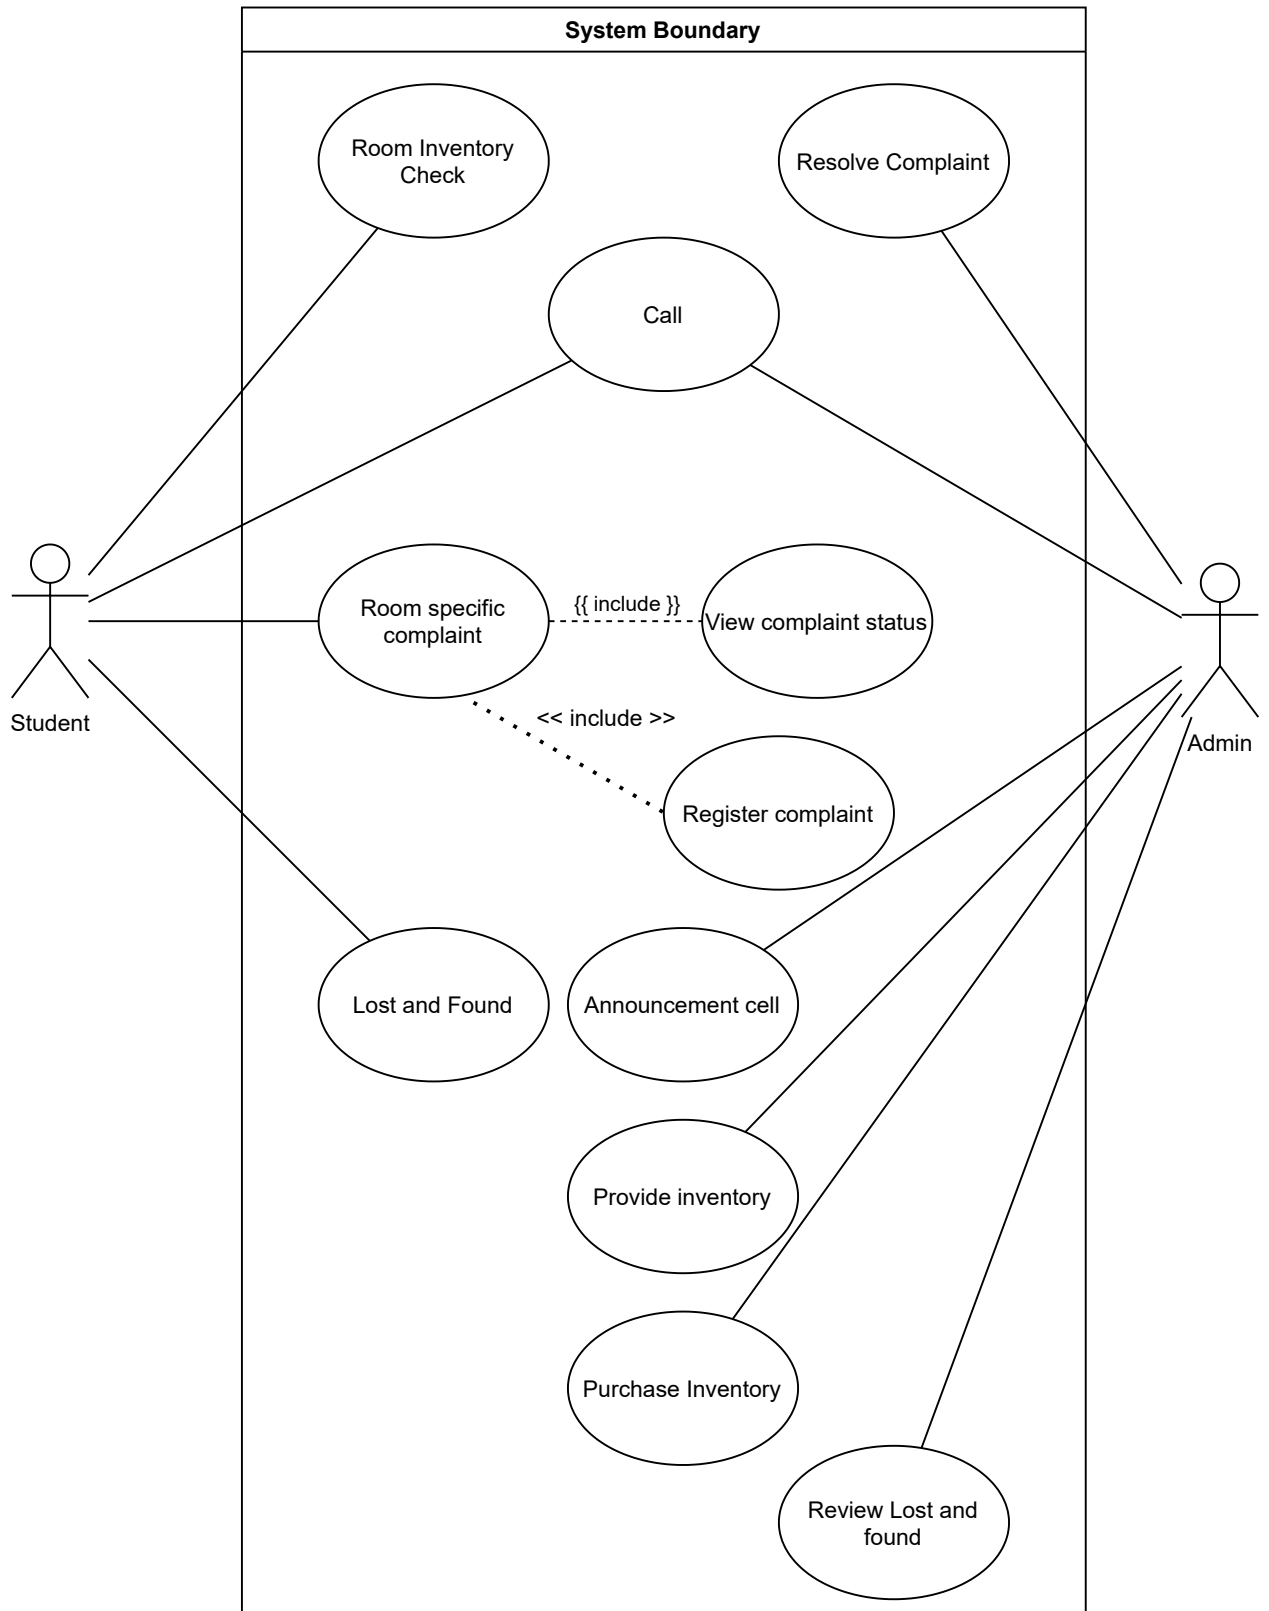 System Boundary
Room Inventory
Check
Resolve Complaint
Call
Room specific
complaint
{{ include }}
View complaint status
Student
<< include >>
Admin
Register complaint
Lost and Found
Announcement cell
Provide inventory
Purchase Inventory
Review Lost and
found